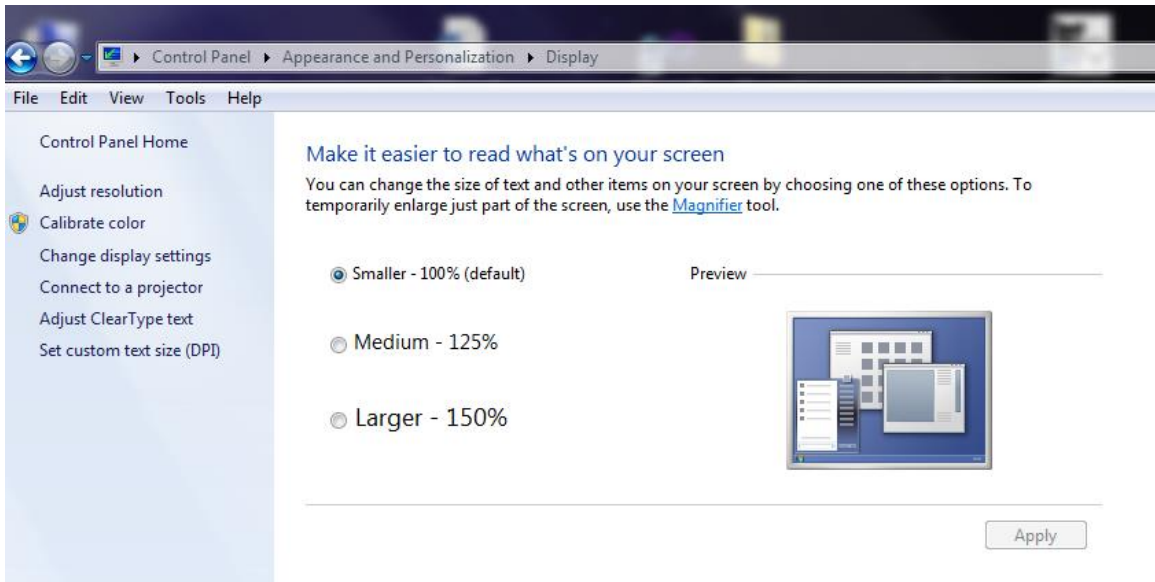 Control Panel Appearance and Personalization Display
File Edit View Tools Help
Control Panel Home
Adjust resolution
Calibrate color
Change display settings
Connect to a projector
Adjust ClearType text
Set custom text size (DPI)
Make it easier to read what's on your screen
You can change the size of text and other items on your screen by choosing one of these options. To
temporarily enlarge just part of the screen, use the Magnifier tool.
Smaller - 100% (default)
Preview
Medium - 125%
Larger - 150%
Apply